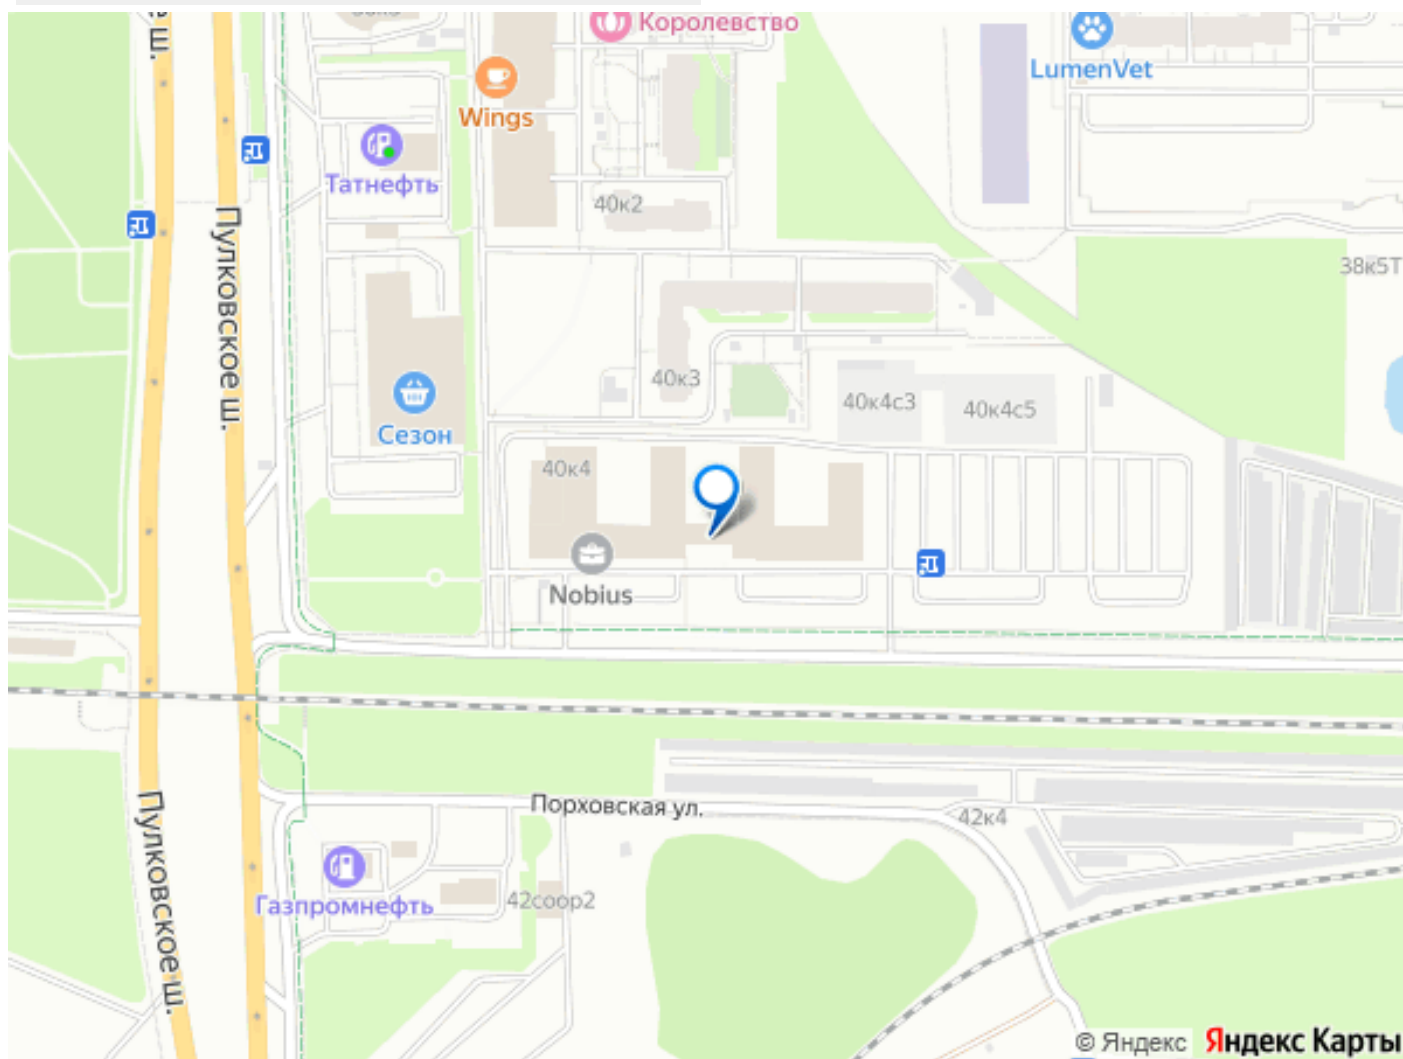 Королевство
LumenVet
Wings
Татнефть
40к2
Пулковское ш.
38к5Т
40к3
40к4с3
40к4с5
Сезон
40к4
Nobius
Порховская ул.
42к4
Пулковское ш.
Газпромнефть
42соор2
© Яндекс Яндекс Карты